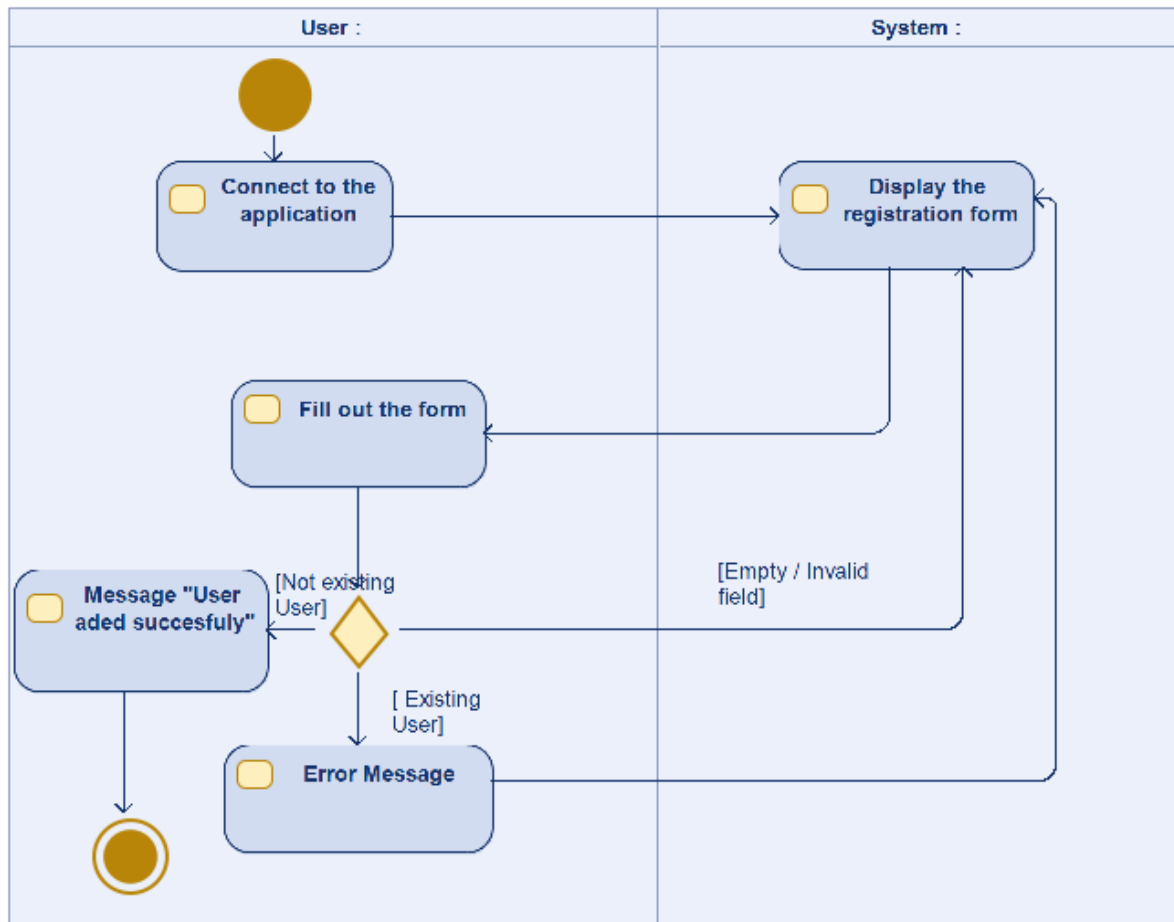 User :
System :
Connect to the
application
Display the
registration form
Fill out the form
[Not existing
User]
[Empty / Invalid
field]
Message "User
aded succesfuly"
[ Existing
User]
Error Message